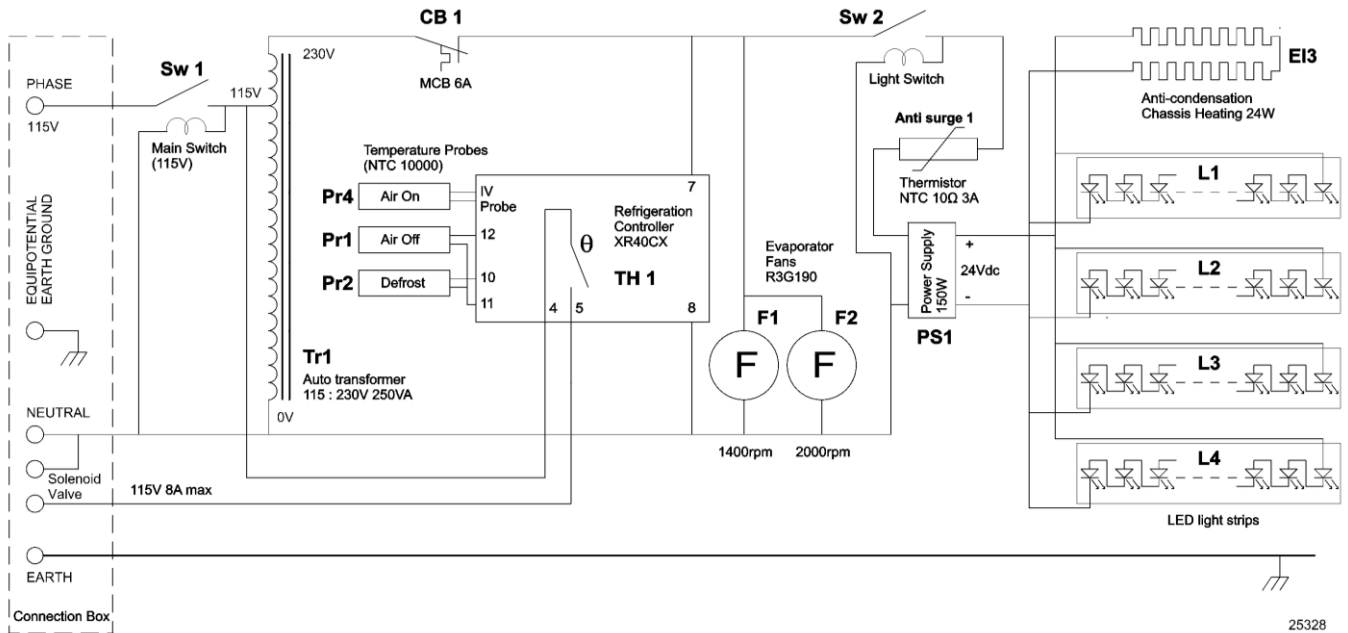 CB 1
Sw 2
230V
Sw 1
MCB 6A
Light Switch
EI3
PHASE
115V
115V
Main Switch
(115V)
Anti-condensation
Chassis Heating 24W
Anti surge 1
Temperature Probes
(NTC 10000)
Thermistor
NTC 10Ω 3A
L1
Pr4
Air On
IV
Probe
7
Refrigeration
Controller
XR40CX
Pr1
Air Off
12
θ
TH 1
Pr2
Defrost
10
11
4
5
8
EQUIPOTENTIAL
EARTH GROUND
Evaporator
Fans
R3G190
Power Supply
150W
+
24Vdc
-
PS1
L2
F1
F2
F
F
Tr1
Auto transformer
115 : 230V 250VA
0V
L3
NEUTRAL
1400rpm
2000rpm
Solenoid
Valve
115V 8A max
L4
LED light strips
EARTH
Connection Box
25328